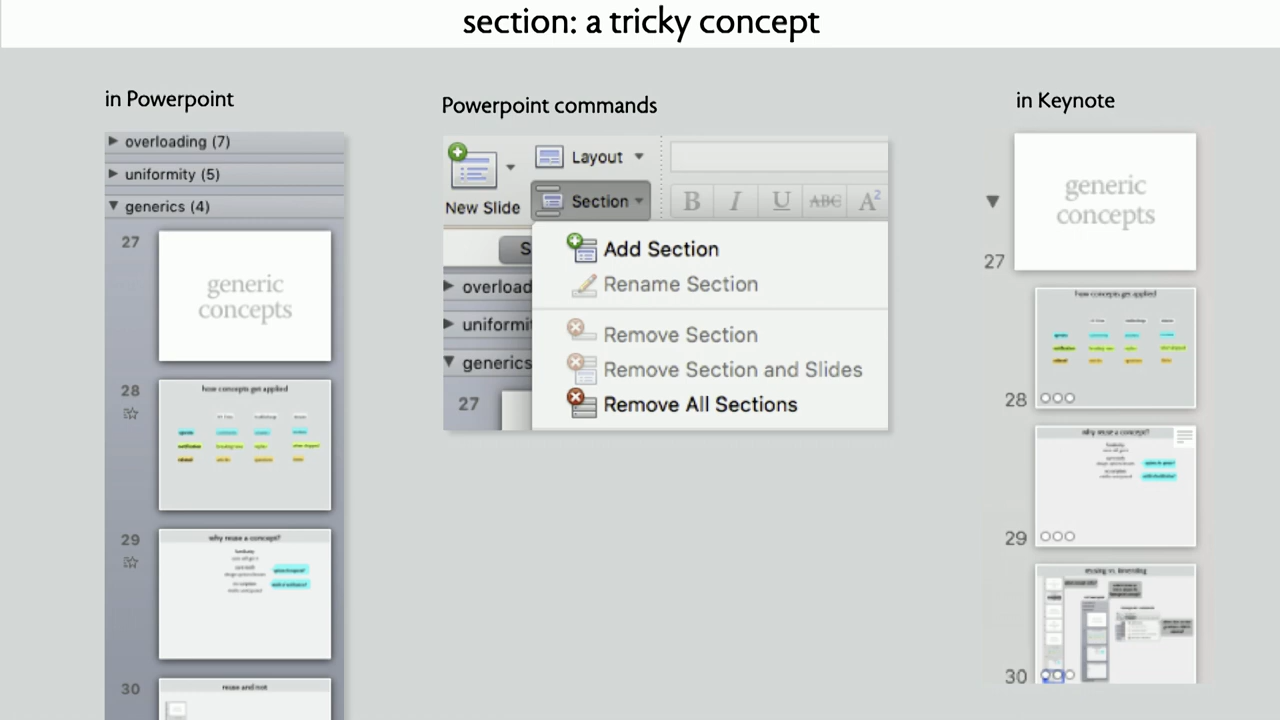 section: a tricky concept
in Powerpoint
overloading (7)
uniformity (5)
generics (4)
27
generic
concepts
28
how concepts get applied
29
why reuse a concept?
30
reuse and not
Powerpoint commands
New Slide
Layout
Section
B I U ABC A2
Add Section
Rename Section
Remove Section
Remove Section and Slides
Remove All Sections
S
overload
uniformi
generics
27
in Keynote
generic
concepts
27
how concepts get applied
28
why reuse a concept?
29
reusing vs. inventing
30